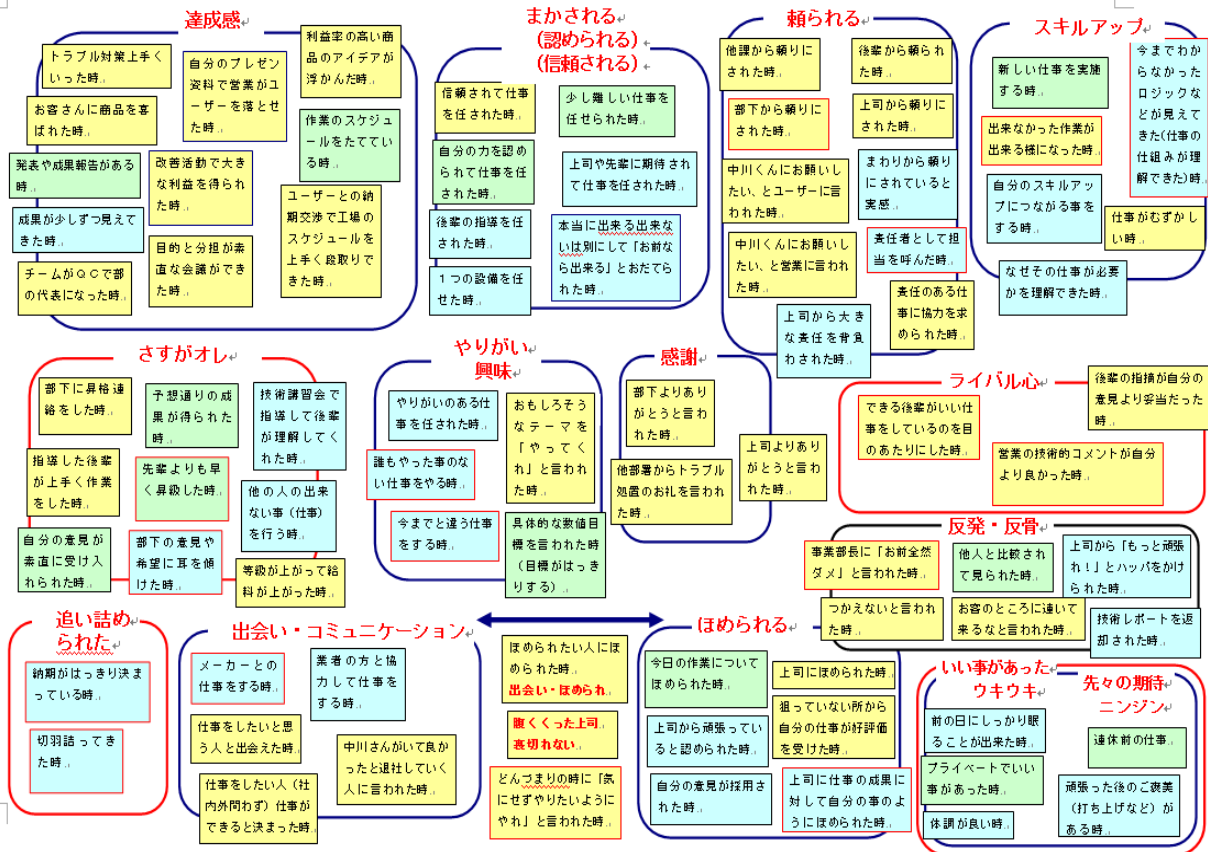 達成感
トラブル対策上手く
いった時。
お客さんに商品を喜
ばれた時。
発表や成果報告がある
時。
成果が少しずつ見えて
きた時。
チームがＱＣで部
の代表になった時。
自分のプレゼン
資料で営業がユ
ーザーを落とせ
た時。
改善活動で大き
な利益を得られ
た時。
目的と分担が素
直な会議ができ
た時。
利益率の高い商
品のアイデアが
浮かんだ時。
作業のスケジュ
ールをたててい
る時。
ユーザーとの納
期交渉で工場の
スケジュールを
上手く段取りで
きた時。
まかされる
(認められる)
(信頼される)
信頼されて仕事
を任された時。
自分の力を認め
られて仕事を任
された時。
後輩の指導を任
された時。
１つの設備を任
せた時。
少し難しい仕事を
任せられた時。
上司や先輩に期待され
て仕事を任された時。
本当に出来る出来な
いは別にして「お前な
ら出来る」とおだてら
れた時。
頼られる
他課から頼りに
された時。
部下から頼りに
された時。
中川くんにお願いし
たい、とユーザーに言
われた時。
中川くんにお願いし
たい、と営業に言われ
た時。
上司から大き
な責任を背負
わされた時。
後輩から頼られ
た時。
上司から頼りに
された時。
まわりから頼り
にされていると
実感。
責任者として担
当を呼んだ時。
責任のある仕
事に協力を求
められた時。
スキルアップ
新しい仕事を実施
する時。
出来なかった作業が
出来る様になった時。
自分のスキルアッ
プにつながる事を
する時。
なぜその仕事が必要
かを理解できた時。
今までわか
らなかった
ロジックな
どが見えて
きた(仕事の
仕組みが理
解できた)時。
仕事がむずかし
い時。
さすがオレ
部下に昇格連
絡をした時。
指導した後輩
が上手く作業
をした時。
自分の意見が
素直に受け入
れられた時。
予想通りの成
果が得られた
時。
先輩よりも早
く昇級した時。
部下の意見や
希望に耳を傾
けた時。
技術講習会で
指導して後輩
が理解してく
れた時。
他の人の出来
ない事（仕事)を
行う時。
等級が上がって給
料が上がった時。
やりがい
興味
やりがいのある仕
事を任された時。
誰もやった事のな
い仕事をやる時。
今までと違う仕事
をする時。
おもしろそう
なテーマを
「やってく
れ」と言われ
た時。
具体的な数値目
標を言われた時
(目標がはっき
りする)。
感謝
部下よりあり
がとうと言わ
れた時。
他部署からトラブル
処置のお礼を言われ
た時。
上司よりあり
がとうと言わ
れた時。
ライバル心
できる後輩がいい仕
事をしているのを目
のあたりにした時。
後輩の指摘が自分の
意見より妥当だった
時。
営業の技術的コメントが自分
より良かった時。
反発・反骨
事業部長に「お前全然
ダメ」と言われた時。
つかえないと言われ
た時。
他人と比較され
て見られた時。
お客のところに連いて
来るなと言われた時。
上司から「もっと頑張
れ！」とハッパをかけ
られた時。
技術レポートを返
却された時。
追い詰め
られた
納期がはっきり決ま
っている時。
切羽詰ってき
た時。
出会い・コミュニケーション
メーカーとの
仕事をする時。
仕事をしたいと思
う人と出会えた時。
仕事をしたい人（社
内外問わず）仕事が
できると決まった時。
業者の方と協
力して仕事を
する時。
中川さんがいて良か
ったと退社していく
人に言われた時。
ほめられたい人にほ
められた時。
出会い・ほめられ
腹くくった上司。
裏切れない。
どんづまりの時に「気
にせずやりたいように
やれ」と言われた時。
ほめられる
今日の作業について
ほめられた時。
上司から頑張ってい
ると認められた時。
自分の意見が採用さ
れた時。
上司にほめられた時。
狙っていない所から
自分の仕事が好評価
を受けた時。
上司に仕事の成果に
対して自分の事のよ
うにほめられた時。
いい事があった
ウキウキ
前の日にしっかり眠
ることが出来た時。
プライベートでいい
事があった時。
体調が良い時。
先々の期待
ニンジン
連休前の仕事。
頑張った後のご褒美
（打ち上げなど）が
ある時。